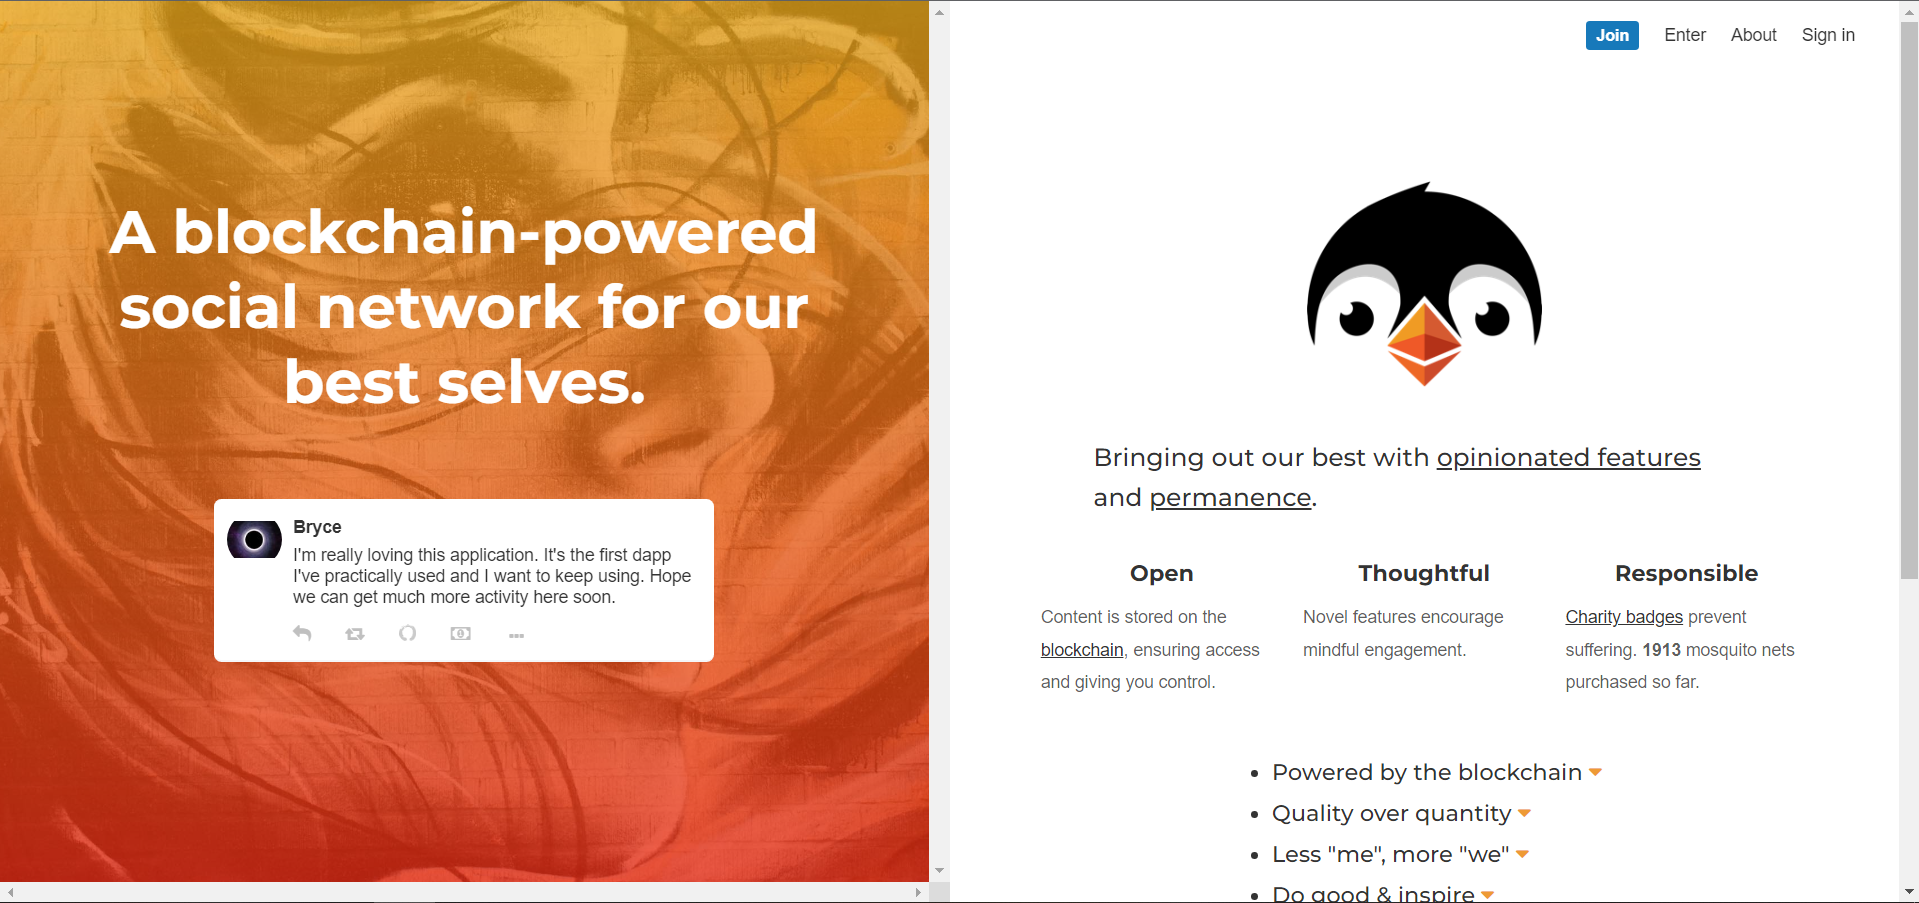 Join Enter About Sign in
A blockchain-powered
social network for our
best selves.
Bryce
I'm really loving this application. It's the first dapp
I've practically used and I want to keep using. Hope
we can get much more activity here soon.
Bringing out our best with opinionated features
and permanence.
Open
Content is stored on the
blockchain, ensuring access
and giving you control.
Thoughtful
Novel features encourage
mindful engagement.
Responsible
Charity badges prevent
suffering. 1913 mosquito nets
purchased so far.
Powered by the blockchain
Quality over quantity
Less "me", more "we"
Do good & inspire